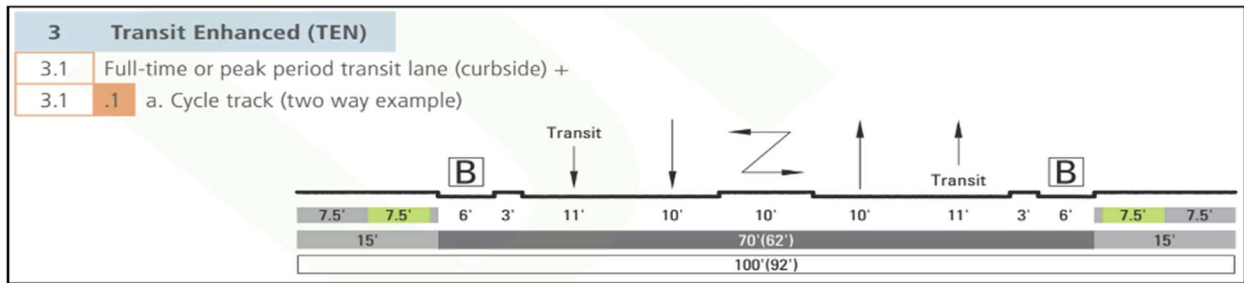 3 Transit Enhanced (TEN)
3.1 Full-time or peak period transit lane (curbside) +
3.1 .1 a. Cycle track (two way example)
Transit
B
B
Transit
7.5' 7.5' 6' 3' 11' 10' 10' 10' 11' 3' 6' 7.5' 7.5'
15' 70'(62') 15'
100'(92')